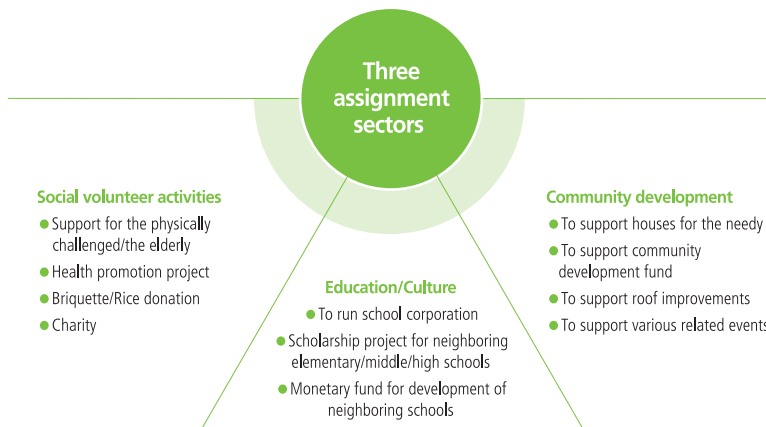 Three
assignment
sectors
Social volunteer activities
● Support for the physically
challenged/the elderly
● Health promotion project
● Briquette/Rice donation
● Charity
Education/Culture
● To run school corporation
● Scholarship project for neighboring
elementary/middle/high schools
● Monetary fund for development of
neighboring schools
Community development
● To support houses for the needy
● To support community
development fund
● To support roof improvements
● To support various related events